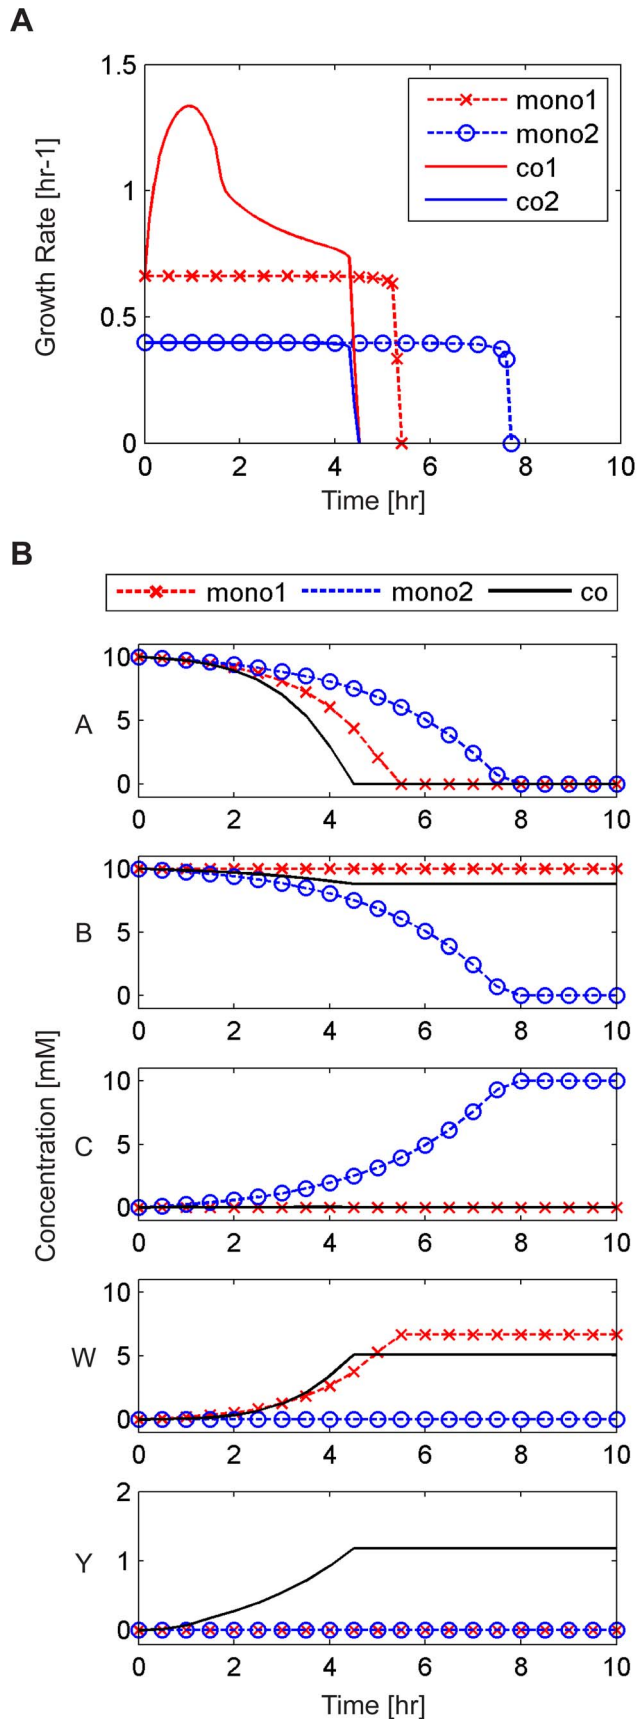 A
1.5
1
0.5
0
Growth Rate [hr-1]
mono1
mono2
co1
co2
0 2 4 6 8 10
Time [hr]
B
mono1 mono2 co
Concentration [mM]
A
10
5
0
0 2 4 6 8 10
B
10
5
0
0 2 4 6 8 10
C
10
5
0
0 2 4 6 8 10
W
10
5
0
0 2 4 6 8 10
Y
2
1
0
0 2 4 6 8 10
Time [hr]